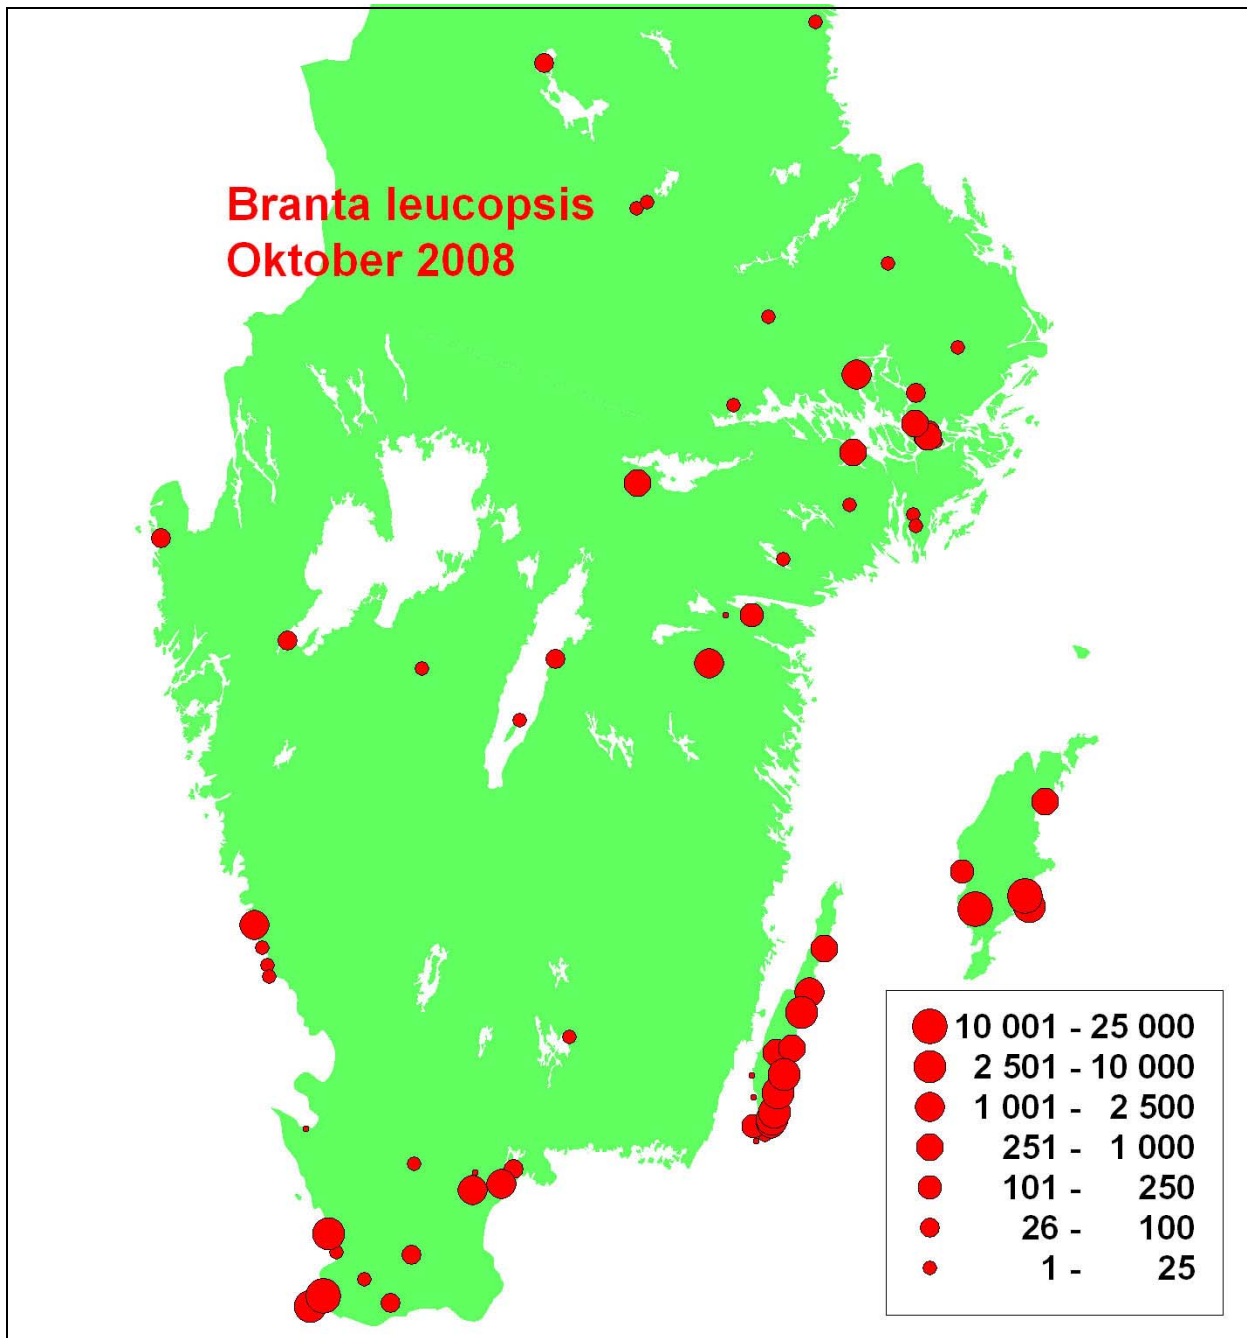 Branta leucopsis
Oktober 2008
10 001 - 25 000
2 501 - 10 000
1 001 - 2 500
251 - 1 000
101 - 250
26 - 100
1 - 25